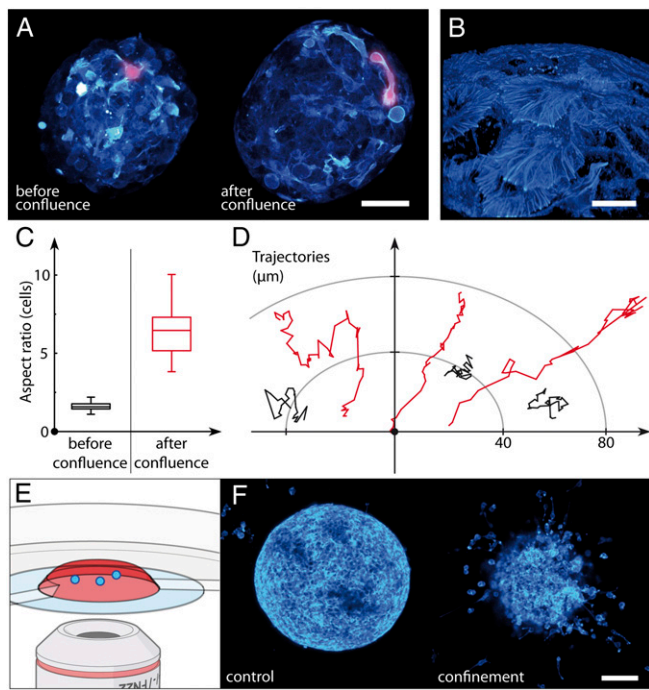 A
before
confluence
after
confluence
B
C
Aspect ratio (cells)
10
5
0
before
confluence
after
confluence
D
Trajectories
(μm)
40
80
E
F
control
confinement